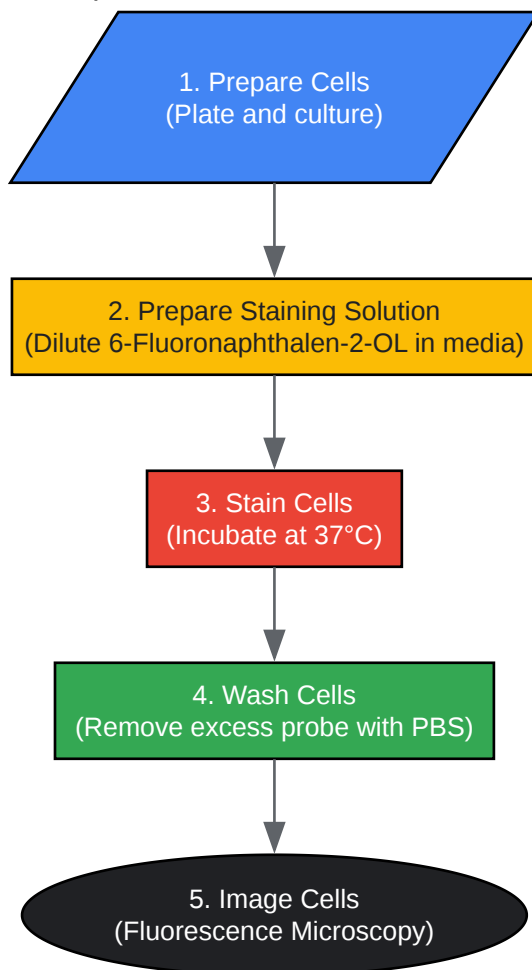 1. Prepare Cells
(Plate and culture)
2. Prepare Staining Solution
(Dilute 6-Fluoronaphthalen-2-OL in media)
3. Stain Cells
(Incubate at 37°C)
4. Wash Cells
(Remove excess probe with PBS)
5. Image Cells
(Fluorescence Microscopy)